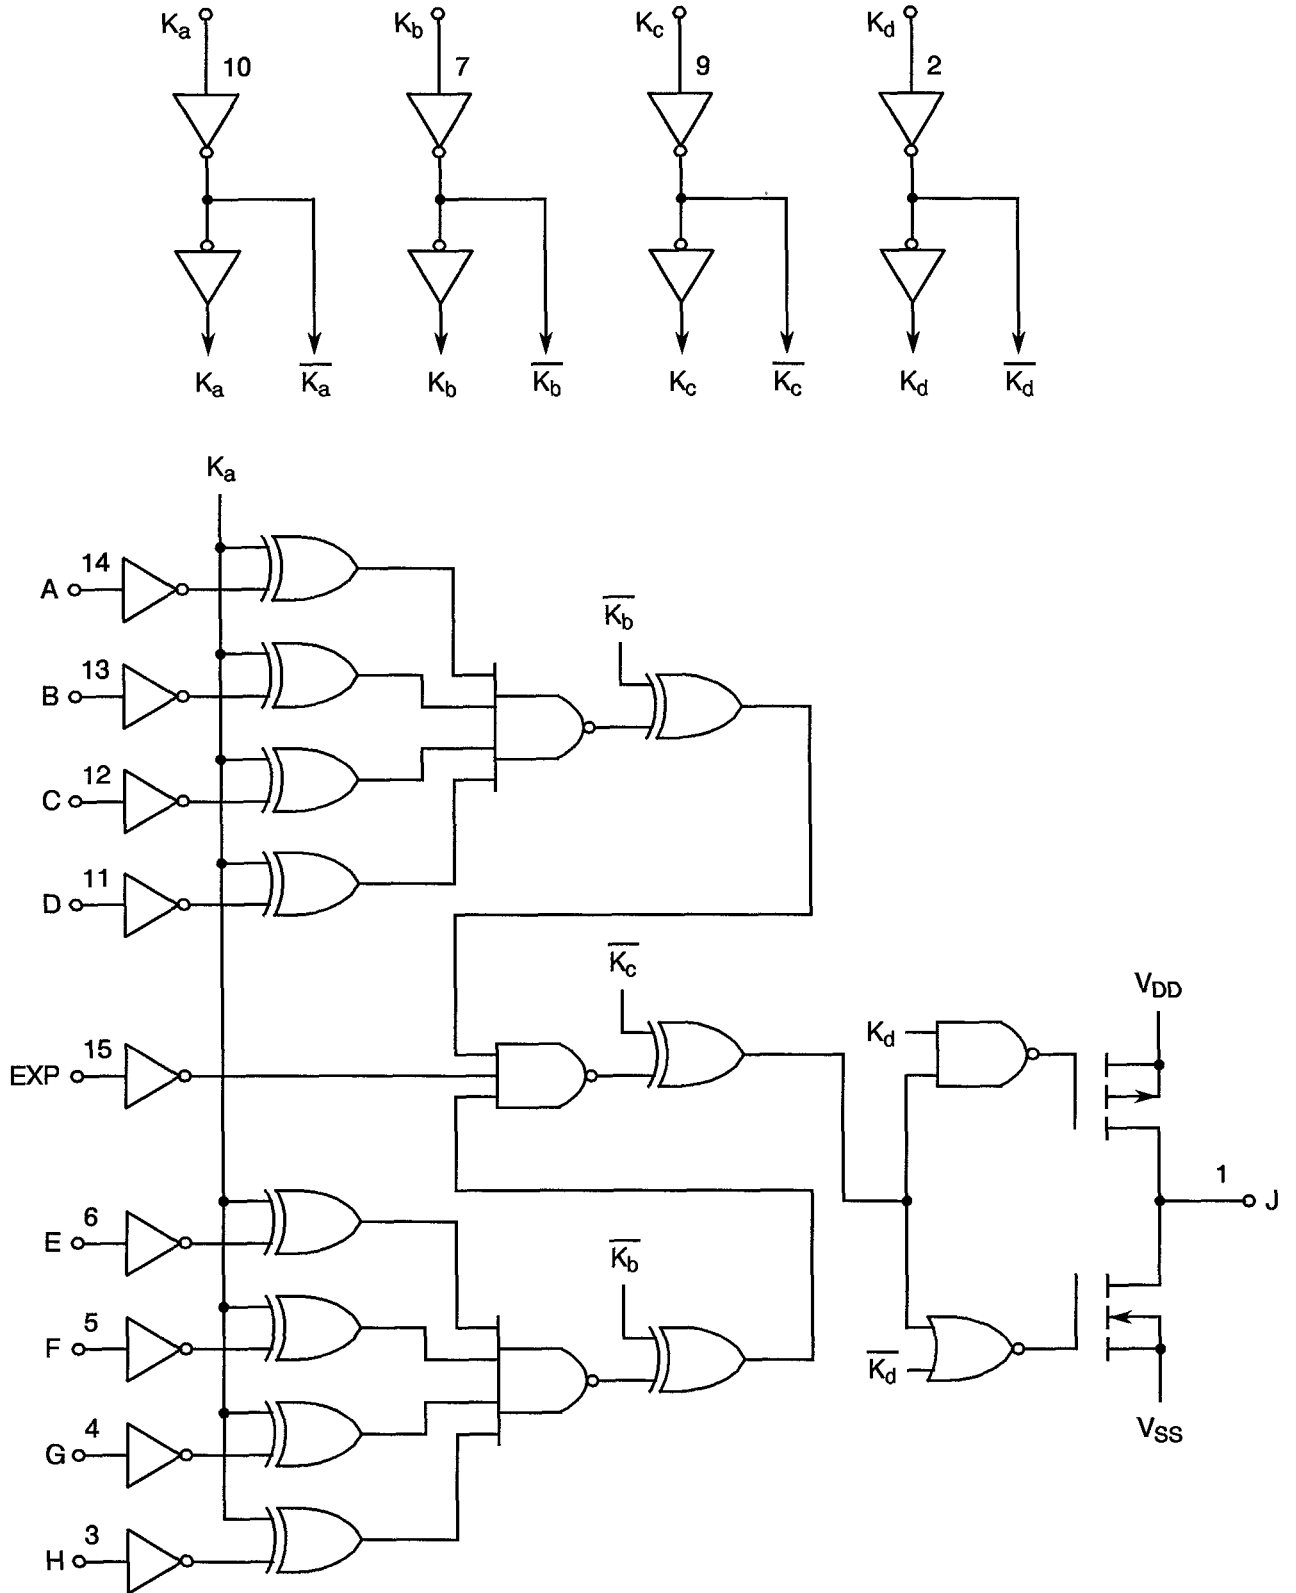 Ka
10
Kb
7
Kc
9
Kd
2
Ka
K̅a̅
Kb
K̅b̅
Kc
K̅c̅
Kd
K̅d̅
Ka
A
14
K̅b̅
B
13
C
12
D
11
K̅c̅
VDD
Kd
EXP
15
1
J
E
6
K̅b̅
F
5
K̅d̅
G
4
VSS
H
3